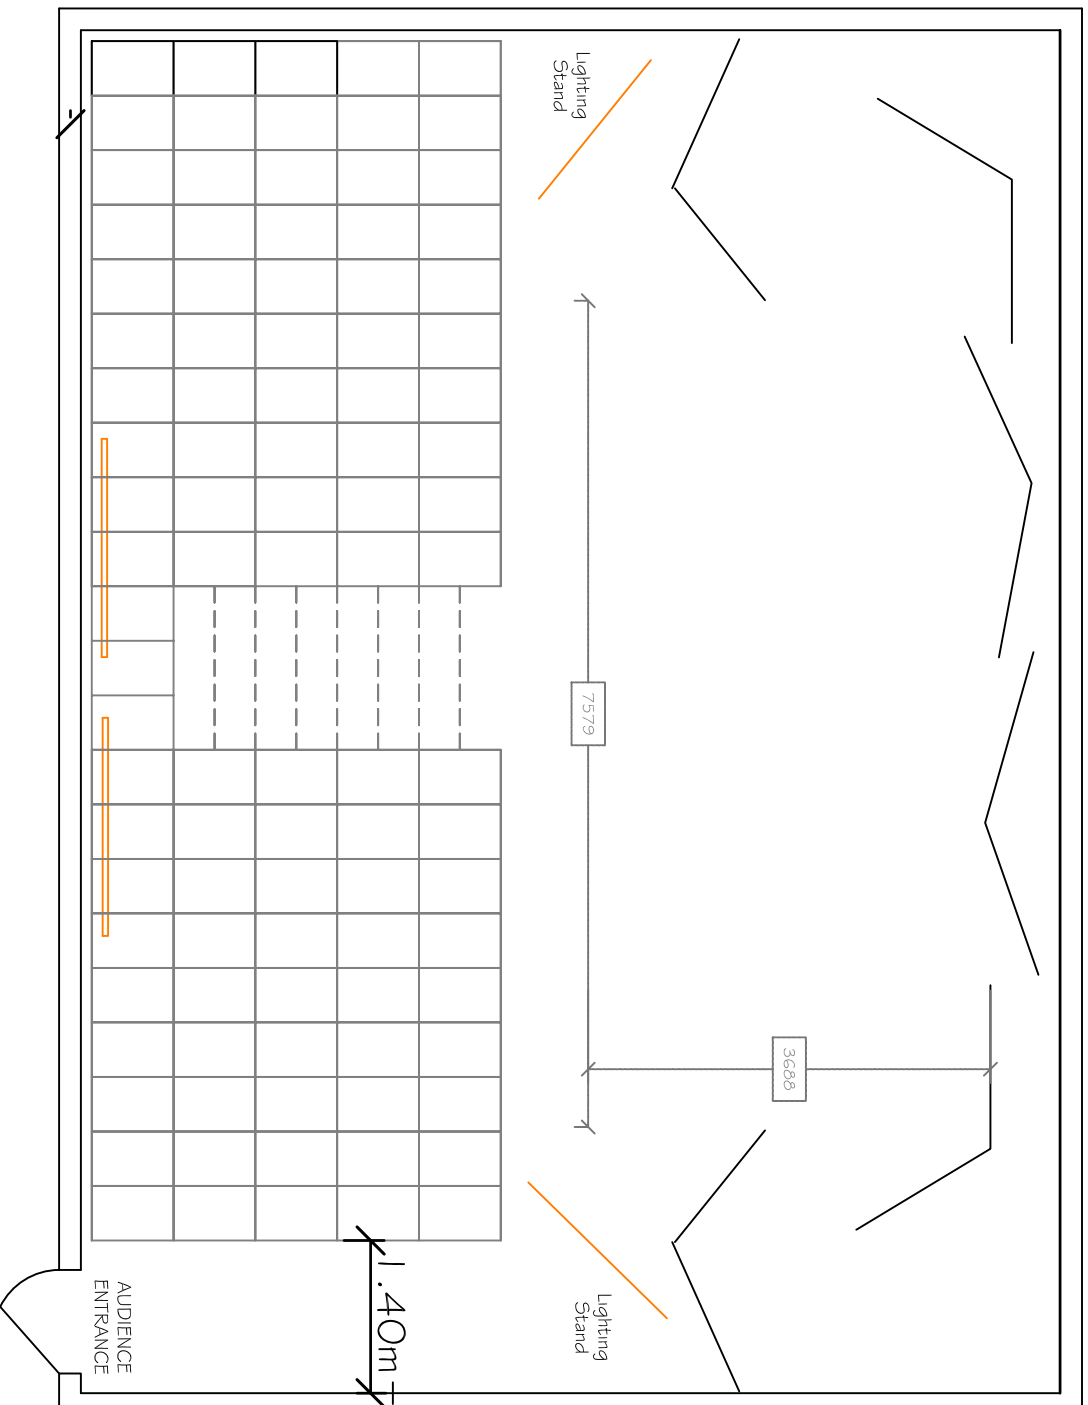 Lighting
Stand
7579
3688
1.40m
Lighting
Stand
AUDIENCE
ENTRANCE